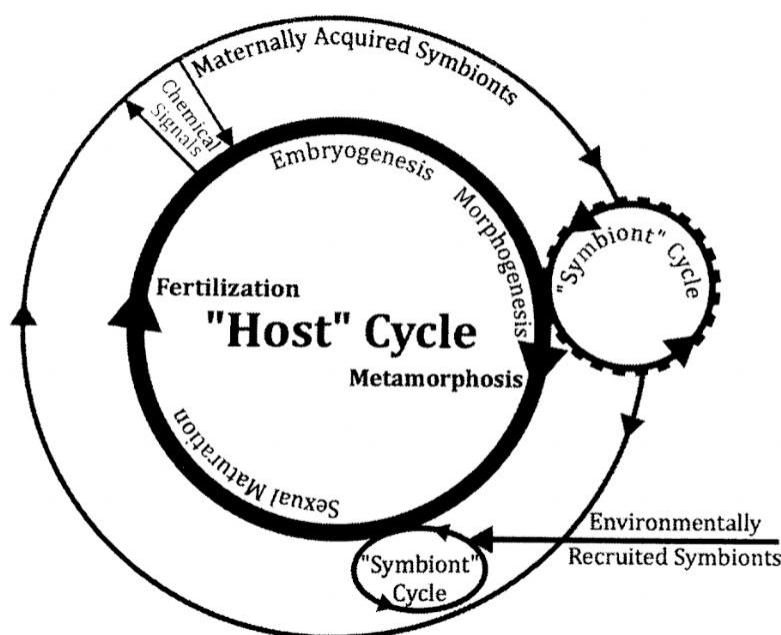 Maternally Acquired Symbionts
Chemical
Signals
Embryogenesis
Morphogenesis
"Symbiont" Cycle
Fertilization
"Host" Cycle
Metamorphosis
Sexual Maturation
Environmentally
Recruited Symbionts
"Symbiont"
Cycle